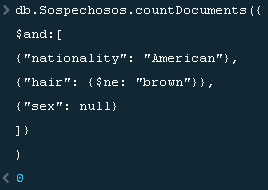 > db.Sospechosos.countDocuments({
$and:[
{"nationality": "American"},
{"hair": {$ne: "brown"}},
{"sex": null}
]}
)
< 0